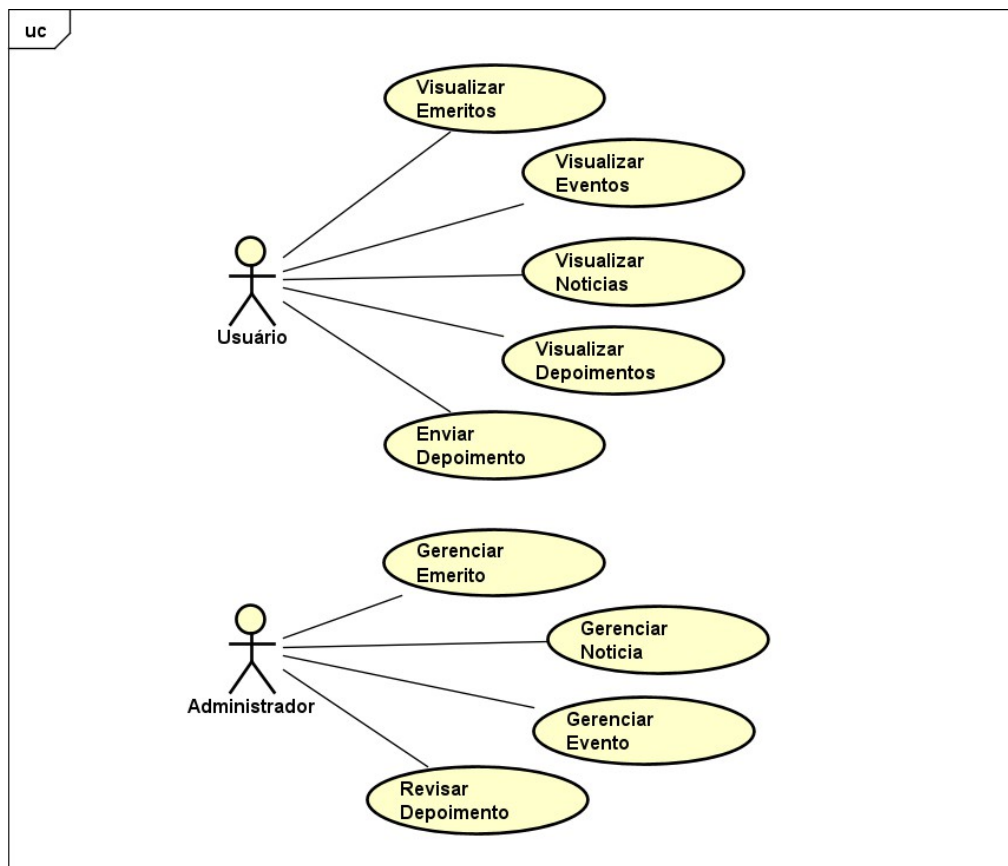 uc
Visualizar
Emeritos
Visualizar
Eventos
Visualizar
Noticias
Usuário
Visualizar
Depoimentos
Enviar
Depoimento
Gerenciar
Emerito
Gerenciar
Noticia
Administrador
Gerenciar
Evento
Revisar
Depoimento